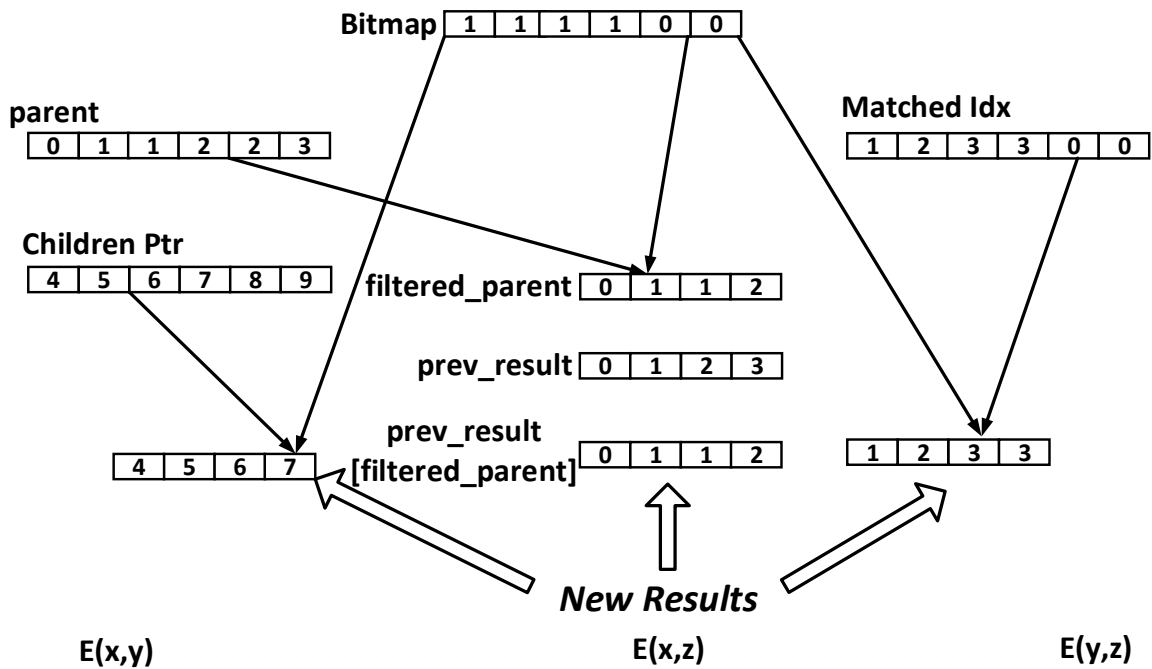 Bitmap 1 1 1 1 0 0
parent
0 1 1 2 2 3
Matched Idx
1 2 3 3 0 0
Children Ptr
4 5 6 7 8 9
filtered_parent 0 1 1 2
prev_result 0 1 2 3
prev_result
[filtered_parent] 0 1 1 2
4 5 6 7
1 2 3 3
New Results
E(x,y)
E(x,z)
E(y,z)